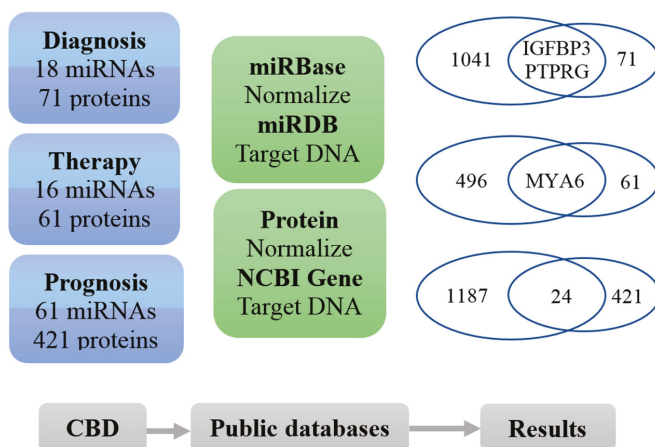 Diagnosis
18 miRNAs
71 proteins
Therapy
16 miRNAs
61 proteins
Prognosis
61 miRNAs
421 proteins
miRBase
Normalize
miRDB
Target DNA
Protein
Normalize
NCBI Gene
Target DNA
1041 IGFBP3 PTPRG 71
496 MYA6 61
1187 24 421
CBD Public databases Results